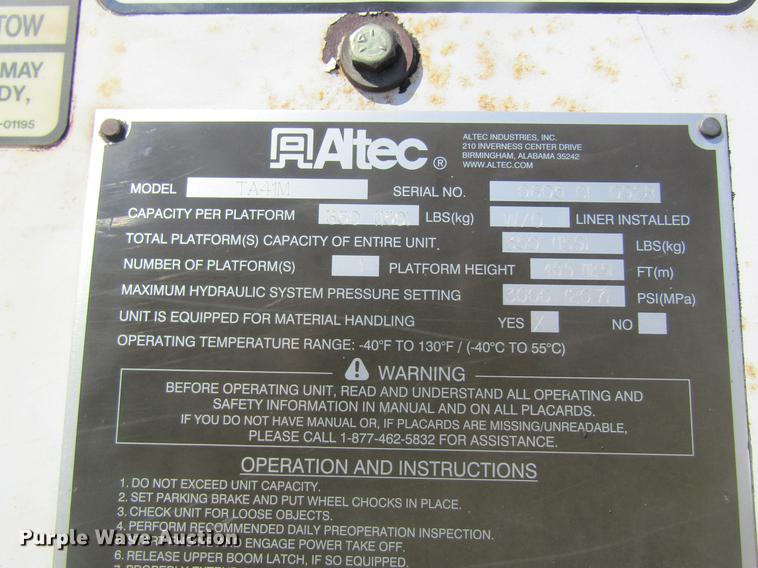 TOW
MAY
DY,
-01195
Altec ®
ALTEC INDUSTRIES, INC.
210 INVERNESS CENTER DRIVE
BIRMINGHAM, ALABAMA 35242
WWW.ALTEC.COM
MODEL TA41M SERIAL NO.
CAPACITY PER PLATFORM LBS(kg) W/O LINER INSTALLED
TOTAL PLATFORM(S) CAPACITY OF ENTIRE UNIT. LBS(kg)
NUMBER OF PLATFORM(S) PLATFORM HEIGHT FT(m)
MAXIMUM HYDRAULIC SYSTEM PRESSURE SETTING 3000 (20.7) PSI(MPa)
UNIT IS EQUIPPED FOR MATERIAL HANDLING YES / NO
OPERATING TEMPERATURE RANGE: -40°F TO 130°F / (-40°C TO 55°C)
WARNING
BEFORE OPERATING UNIT, READ AND UNDERSTAND ALL OPERATING AND
SAFETY INFORMATION IN MANUAL AND ON ALL PLACARDS.
IF YOU DO NOT HAVE MANUAL OR, IF PLACARDS ARE MISSING/UNREADABLE,
PLEASE CALL 1-877-462-5832 FOR ASSISTANCE.
OPERATION AND INSTRUCTIONS
1. DO NOT EXCEED UNIT CAPACITY.
2. SET PARKING BRAKE AND PUT WHEEL CHOCKS IN PLACE.
3. CHECK UNIT FOR LOOSE OBJECTS.
4. PERFORM RECOMMENDED DAILY PREOPERATION INSPECTION.
AND ENGAGE POWER TAKE OFF.
6. RELEASE UPPER BOOM LATCH, IF SO EQUIPPED.
Purple Wave Auction